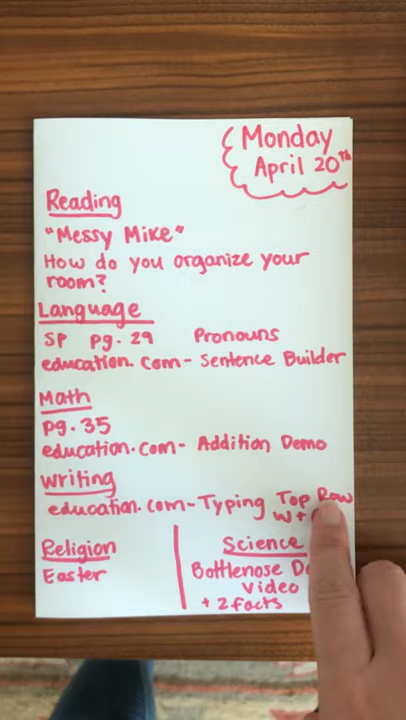 Monday
April 20th
Reading
"Messy Mike"
How do you organize your
room?
Language
SP pg. 29 Pronouns
education.com- Sentence Builder
Math
pg. 35
education.com- Addition Demo
Writing
education.com- Typing Top Row
W +
Religion
Easter
Science
Bottlenose
Video
+ 2 facts